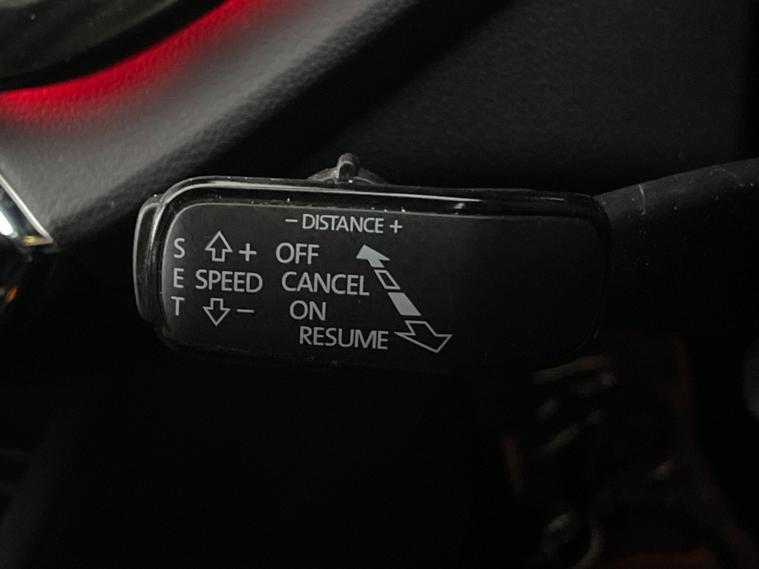 − DISTANCE +
S + OFF
E SPEED CANCEL
T − ON
RESUME